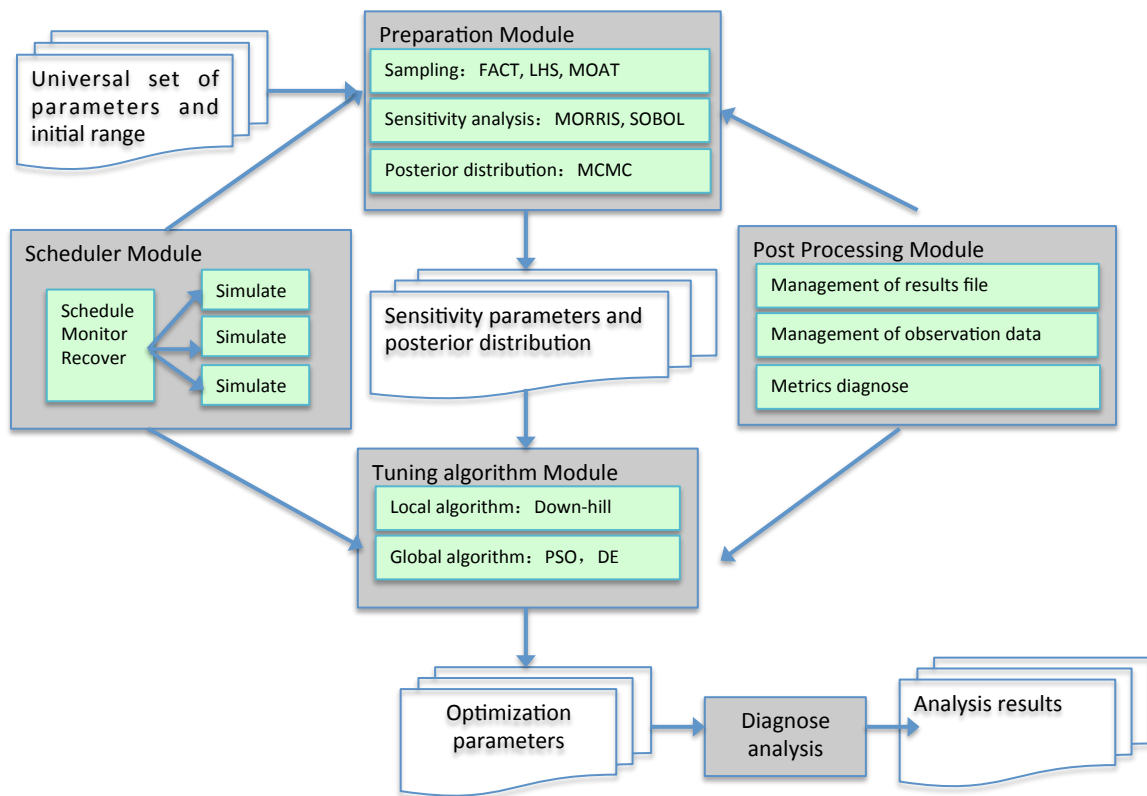 Universal set of
parameters and
initial range
Preparation Module
Sampling：FACT, LHS, MOAT
Sensitivity analysis：MORRIS, SOBOL
Posterior distribution：MCMC
Scheduler Module
Schedule
Monitor
Recover
Simulate
Simulate
Simulate
Sensitivity parameters and
posterior distribution
Post Processing Module
Management of results file
Management of observation data
Metrics diagnose
Tuning algorithm Module
Local algorithm：Down-hill
Global algorithm：PSO，DE
Optimization
parameters
Diagnose
analysis
Analysis results